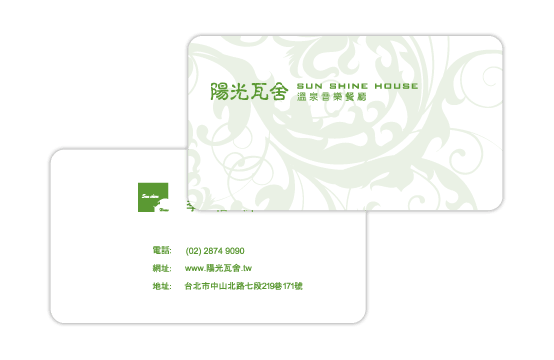 陽光瓦舍 SUN SHINE HOUSE
溫泉音樂餐廳
Sun shine
電話: (02) 2874 9090
網址: www.陽光瓦舍.tw
地址: 台北市中山北路七段219巷171號